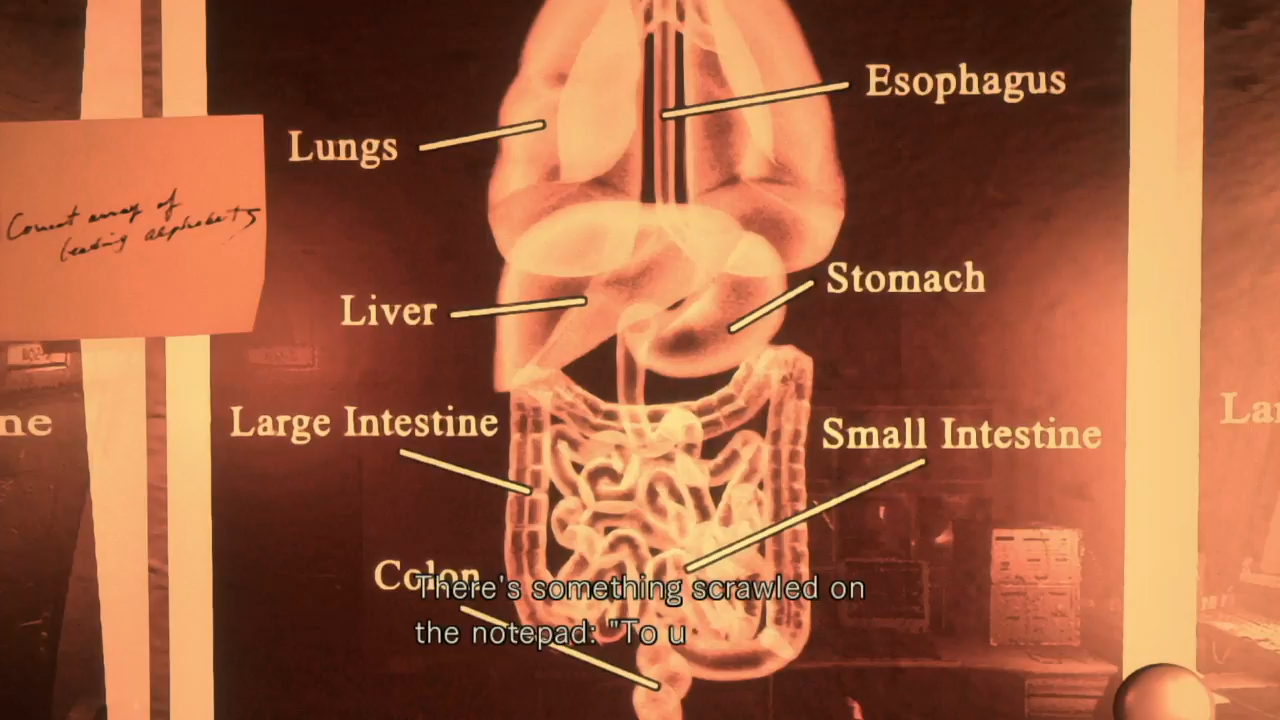 Esophagus
Lungs
Correct array of
leading alphabets
Stomach
Liver
Large Intestine
Small Intestine
ne
La
Colon
There's something scrawled on
the notepad: "To u